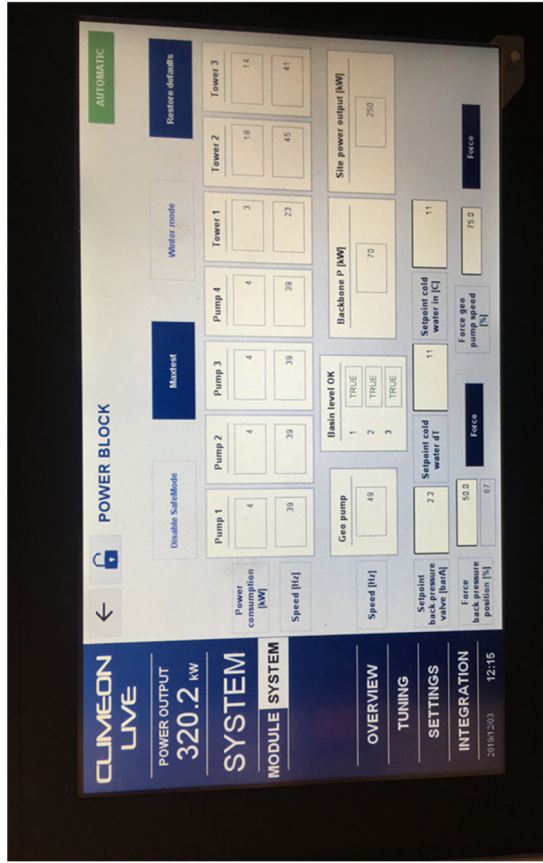 CLIMEON
LIVE
POWER OUTPUT
320.2 kW
SYSTEM
MODULE SYSTEM
OVERVIEW
TUNING
SETTINGS
INTEGRATION
2019/12/03 12:15
← POWER BLOCK AUTOMATIC
Disable SafeMode Maxtest Winter mode Restore defaults
Pump 1 Pump 2 Pump 3 Pump 4 Tower 1 Tower 2 Tower 3
Power
consumption
[kW]
4 4 4 4 3 18 14
Speed [Hz] 39 39 39 39 23 45 41
Geo pump Basin level OK Backbone P [kW] Site power output [kW]
Speed [Hz] 49
1 TRUE
2 TRUE
3 TRUE
70 250
Setpoint
back pressure
valve [barA]
2.2
Setpoint cold
water dT
11
Setpoint cold
water in [C]
11
Force
back pressure
position [%]
50.0
67
Force
Force geo
pump speed
[%]
75.0
Force